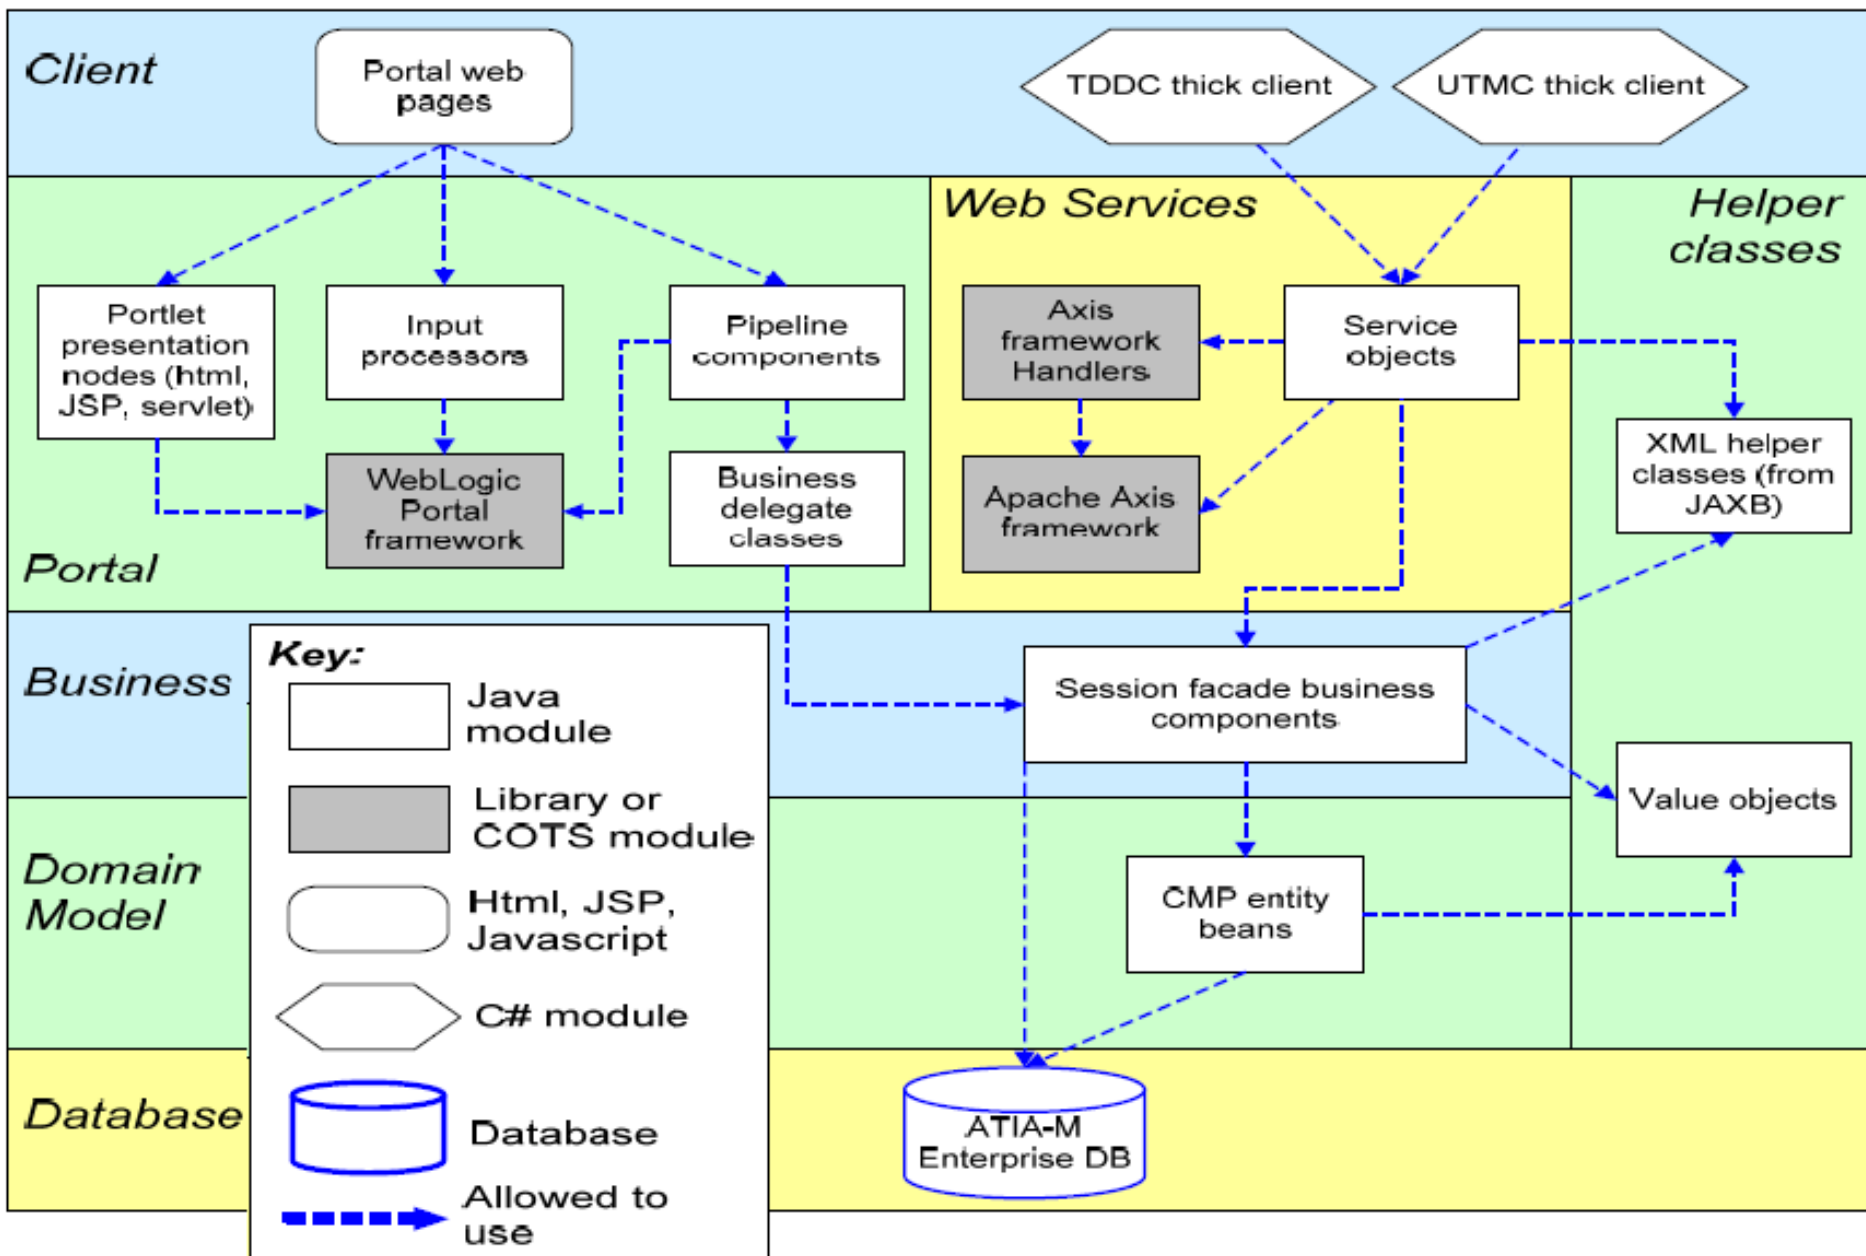 Client
Portal web
pages
TDDC thick client
UTMC thick client
Web Services
Helper
classes
Portlet
presentation
nodes (html,
JSP, servlet)
Input
processors
Pipeline
components
Axis
framework
Handlers
Service
objects
WebLogic
Portal
framework
Business
delegate
classes
Apache Axis
framework
XML helper
classes (from
JAXB)
Portal
Business
Session facade business
components
Value objects
Domain
Model
CMP entity
beans
Database
ATIA-M
Enterprise DB
Key:
Java
module
Library or
COTS module
Html, JSP,
Javascript
C# module
Database
Allowed to
use